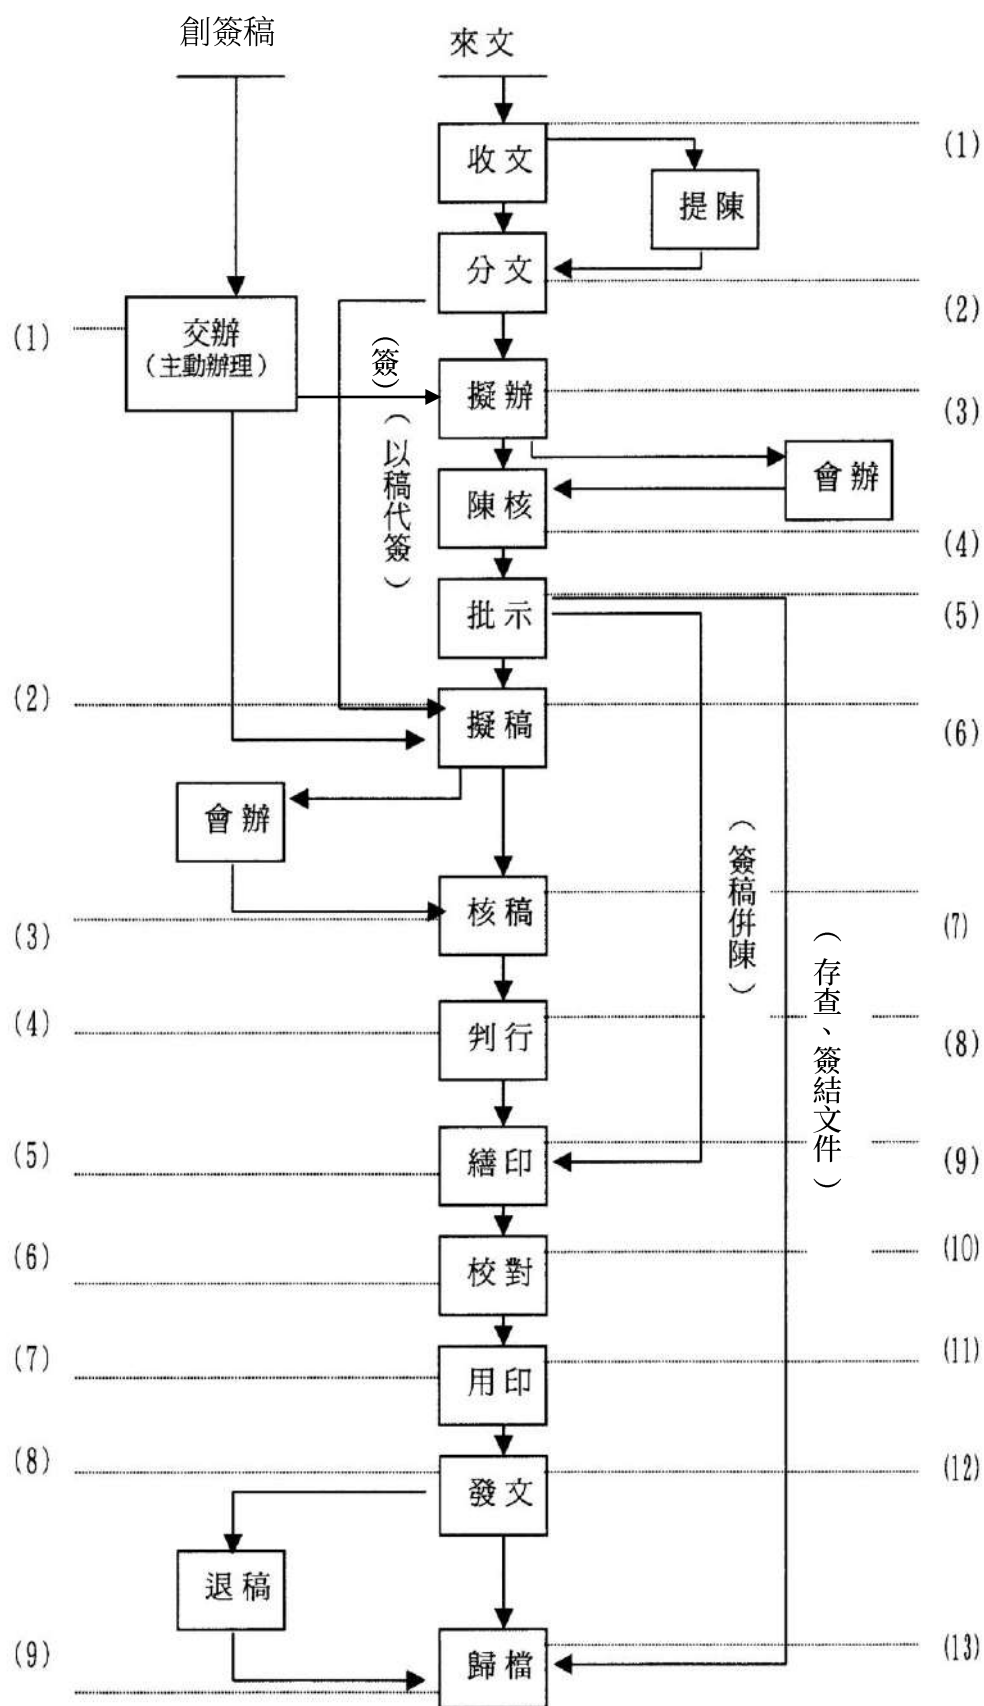 創簽稿
來文
收文
(1)
提陳
分文
(2)
(1)
交辦
（主動辦理）
（簽）
擬辦
(3)
（以稿代簽）
會辦
陳核
(4)
批示
(5)
(2)
擬稿
(6)
會辦
（簽稿併陳）
核稿
(7)
(3)
（存查、簽結文件）
(4)
判行
(8)
(5)
繕印
(9)
(6)
校對
(10)
(7)
用印
(11)
(8)
發文
(12)
退稿
(9)
歸檔
(13)